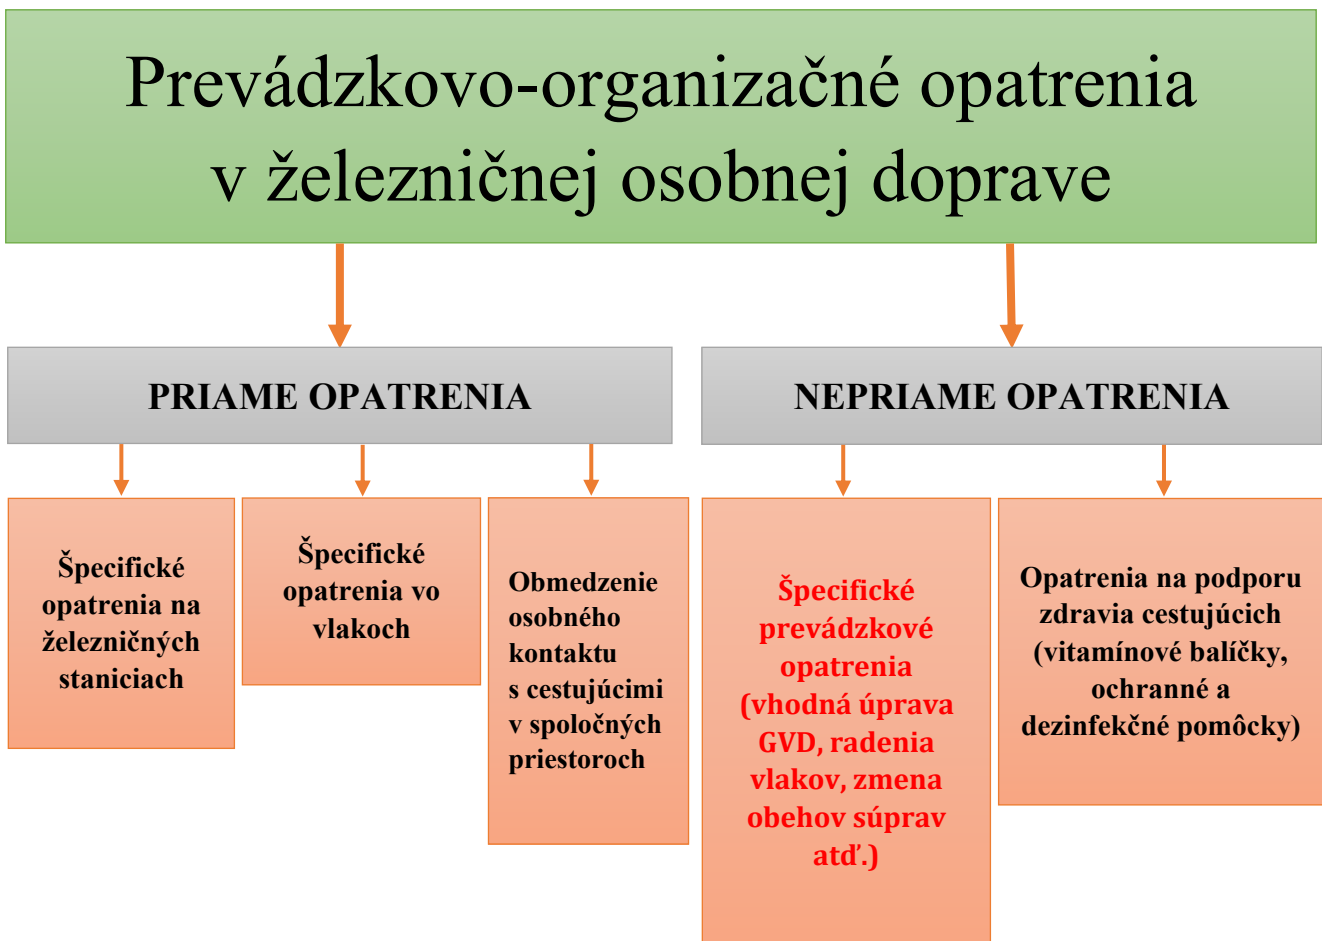 Prevádzkovo-organizačné opatrenia
v železničnej osobnej doprave
PRIAME OPATRENIA
NEPRIAME OPATRENIA
Špecifické
opatrenia na
železničných
staniciach
Špecifické
opatrenia vo
vlakoch
Obmedzenie
osobného
kontaktu
s cestujúcimi
v spoločných
priestoroch
Špecifické
prevádzkové
opatrenia
(vhodná úprava
GVD, radenia
vlakov, zmena
obehov súprav
atď.)
Opatrenia na podporu
zdravia cestujúcich
(vitamínové balíčky,
ochranné a
dezinfekčné pomôcky)